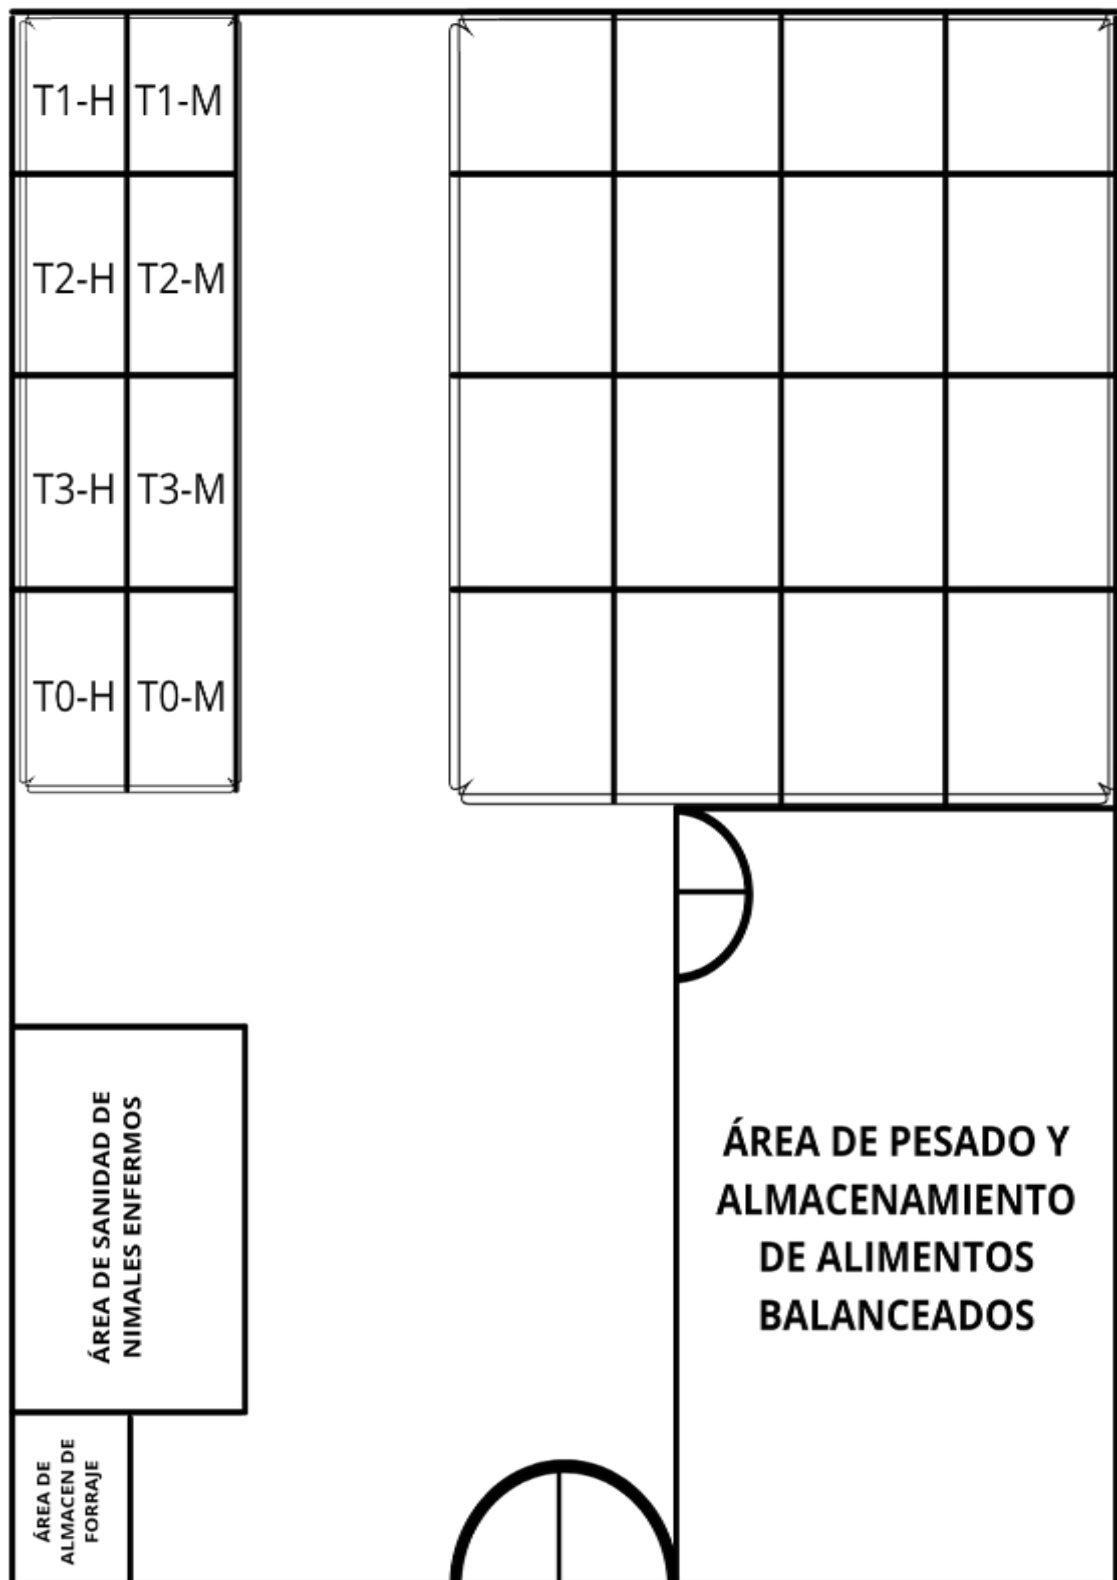 T1-H T1-M
T2-H T2-M
T3-H T3-M
T0-H T0-M
ÁREA DE SANIDAD DE
NIMALES ENFERMOS
ÁREA DE PESADO Y
ALMACENAMIENTO
DE ALIMENTOS
BALANCEADOS
ÁREA DE
ALMACEN DE
FORRAJE